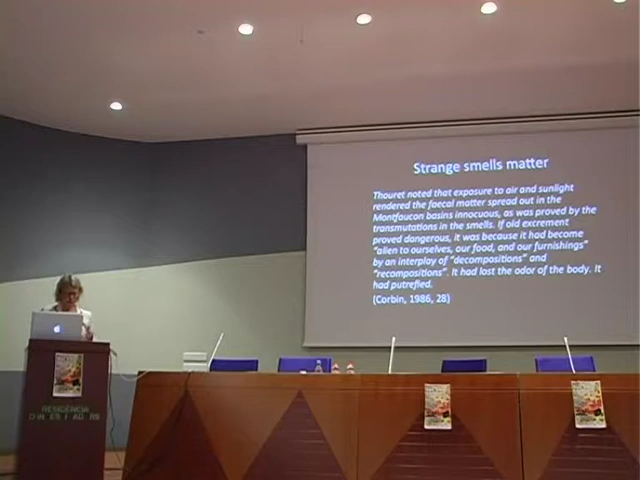 Strange smells matter
Thouret noted that exposure to air and sunlight
rendered the faecal matter spread out in the
Montfaucon basins innocuous, as was proved by the
transmutations in the smells. If old excrement
proved dangerous, it was because it had become
"alien to ourselves, our food, and our furnishings"
by an interplay of "decompositions" and
"recompositions". It had lost the odor of the body. It
had putrefied.
(Corbin, 1986, 28)
RESIDÈNCIA